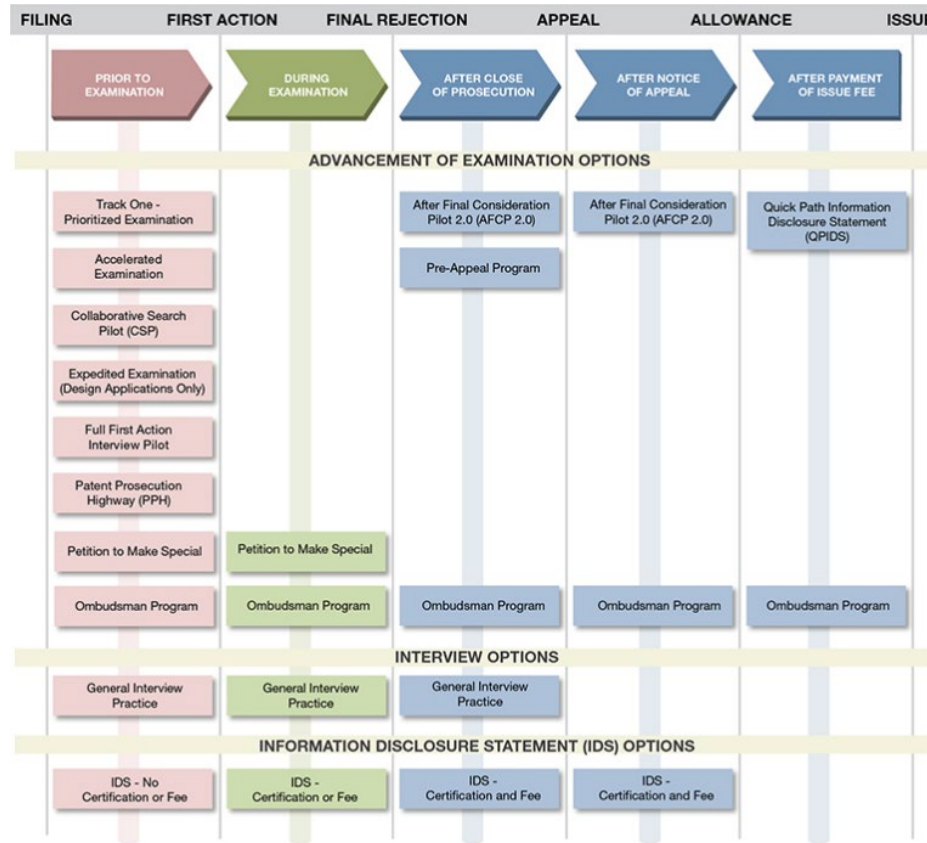 FILING FIRST ACTION FINAL REJECTION APPEAL ALLOWANCE ISSU
PRIOR TO
EXAMINATION
DURING
EXAMINATION
AFTER CLOSE
OF PROSECUTION
AFTER NOTICE
OF APPEAL
AFTER PAYMENT
OF ISSUE FEE
ADVANCEMENT OF EXAMINATION OPTIONS
Track One -
Prioritized Examination
After Final Consideration
Pilot 2.0 (AFCP 2.0)
After Final Consideration
Pilot 2.0 (AFCP 2.0)
Quick Path Information
Disclosure Statement
(QPIDS)
Accelerated
Examination
Pre-Appeal Program
Collaborative Search
Pilot (CSP)
Expedited Examination
(Design Applications Only)
Full First Action
Interview Pilot
Patent Prosecution
Highway (PPH)
Petition to Make Special
Petition to Make Special
Ombudsman Program
Ombudsman Program
Ombudsman Program
Ombudsman Program
Ombudsman Program
INTERVIEW OPTIONS
General Interview
Practice
General Interview
Practice
General Interview
Practice
INFORMATION DISCLOSURE STATEMENT (IDS) OPTIONS
IDS - No
Certification or Fee
IDS -
Certification or Fee
IDS -
Certification and Fee
IDS -
Certification and Fee